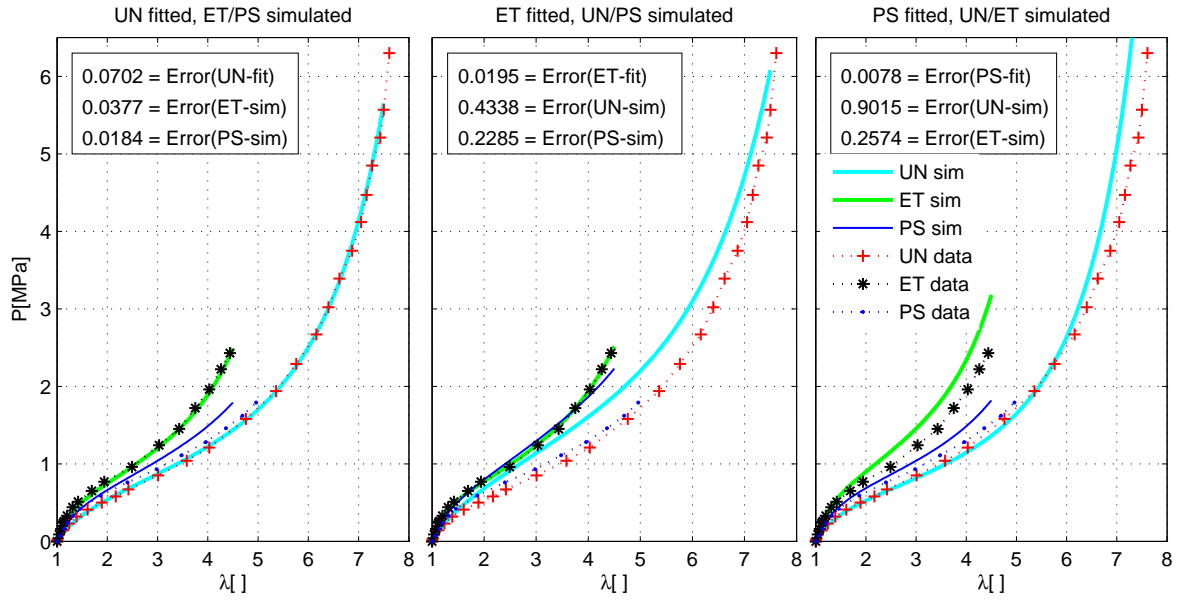 UN fitted, ET/PS simulated
0.0702 = Error(UN-fit)
0.0377 = Error(ET-sim)
0.0184 = Error(PS-sim)
P[MPa]
6
5
4
3
2
1
0
1 2 3 4 5 6 7 8
λ[ ]
ET fitted, UN/PS simulated
0.0195 = Error(ET-fit)
0.4338 = Error(UN-sim)
0.2285 = Error(PS-sim)
1 2 3 4 5 6 7 8
λ[ ]
PS fitted, UN/ET simulated
0.0078 = Error(PS-fit)
0.9015 = Error(UN-sim)
0.2574 = Error(ET-sim)
UN sim
ET sim
PS sim
UN data
ET data
PS data
1 2 3 4 5 6 7 8
λ[ ]